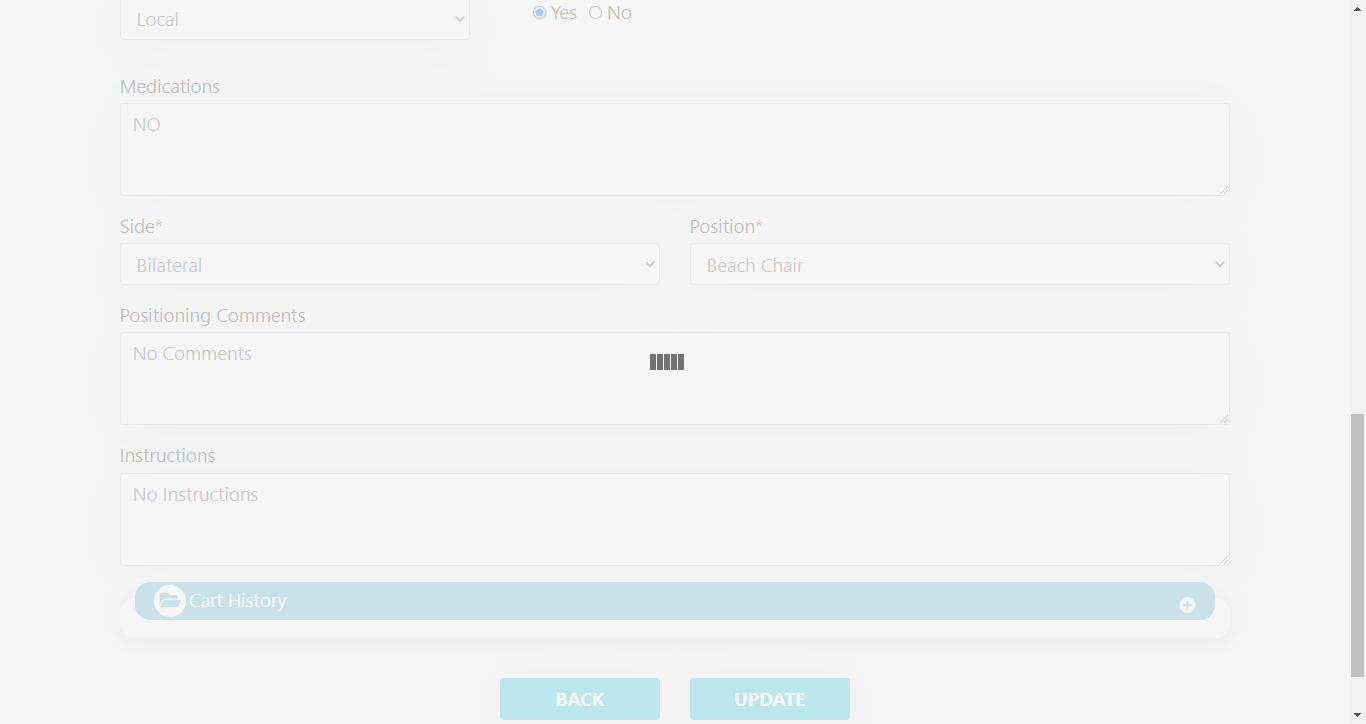 Local
Yes No
Medications
NO
Side* Position*
Bilateral Beach Chair
Positioning Comments
No Comments
Instructions
No Instructions
Cart History
BACK UPDATE